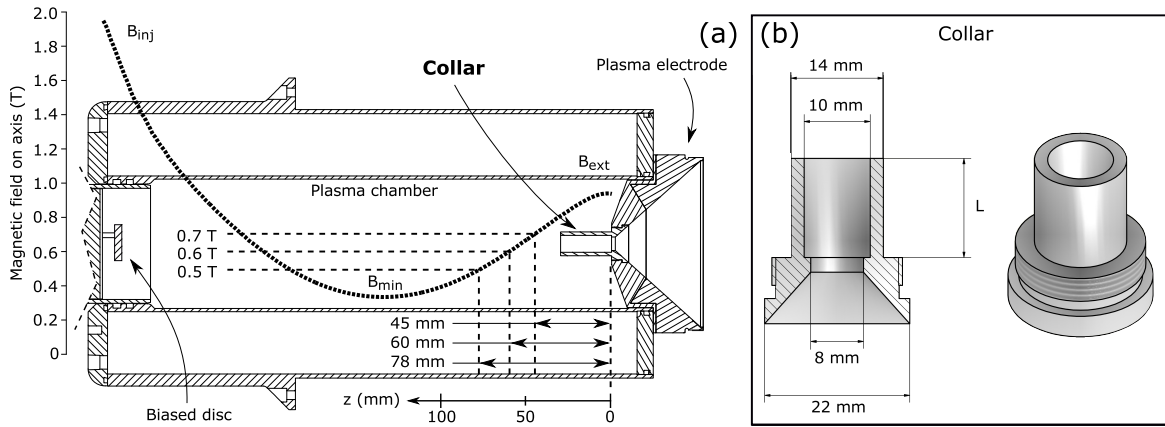 Magnetic field on axis (T)
2.0
1.8
1.6
1.4
1.2
1.0
0.8
0.6
0.4
0.2
0
B_inj
(a)
Collar
Plasma electrode
B_ext
Plasma chamber
0.7 T
0.6 T
0.5 T
B_min
45 mm
60 mm
78 mm
Biased disc
z (mm)
100
50
0
(b)
Collar
14 mm
10 mm
L
8 mm
22 mm